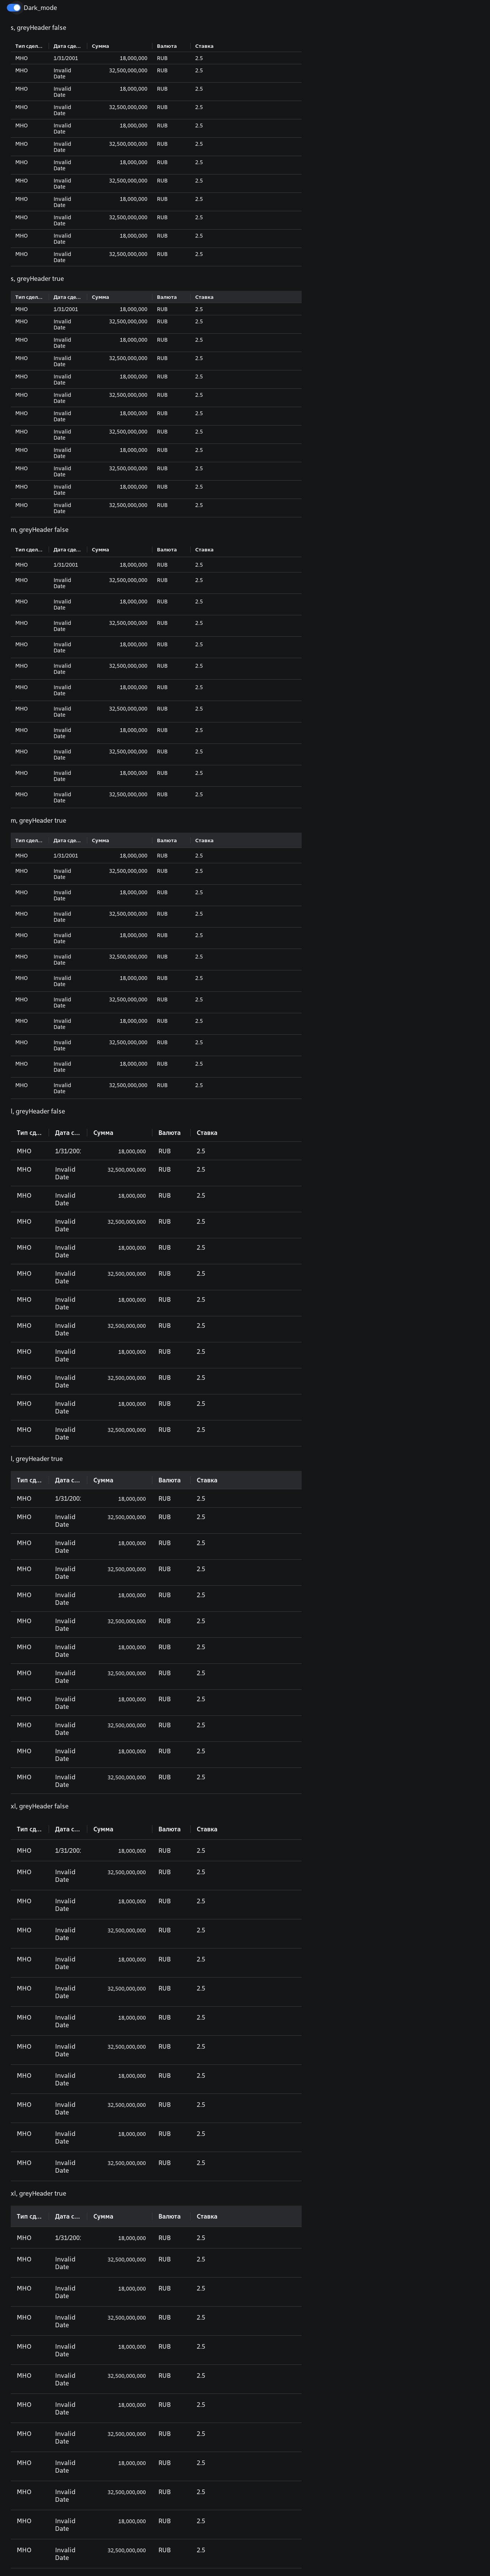 Dark_mode
s, greyHeader false
Тип сдел... Дата сде... Сумма Валюта Ставка
МНО 1/31/2001 18,000,000 RUB 2.5
МНО Invalid 32,500,000,000 RUB 2.5
Date
МНО Invalid 18,000,000 RUB 2.5
Date
МНО Invalid 32,500,000,000 RUB 2.5
Date
МНО Invalid 18,000,000 RUB 2.5
Date
МНО Invalid 32,500,000,000 RUB 2.5
Date
МНО Invalid 18,000,000 RUB 2.5
Date
МНО Invalid 32,500,000,000 RUB 2.5
Date
МНО Invalid 18,000,000 RUB 2.5
Date
МНО Invalid 32,500,000,000 RUB 2.5
Date
МНО Invalid 18,000,000 RUB 2.5
Date
МНО Invalid 32,500,000,000 RUB 2.5
Date
s, greyHeader true
Тип сдел... Дата сде... Сумма Валюта Ставка
МНО 1/31/2001 18,000,000 RUB 2.5
МНО Invalid 32,500,000,000 RUB 2.5
Date
МНО Invalid 18,000,000 RUB 2.5
Date
МНО Invalid 32,500,000,000 RUB 2.5
Date
МНО Invalid 18,000,000 RUB 2.5
Date
МНО Invalid 32,500,000,000 RUB 2.5
Date
МНО Invalid 18,000,000 RUB 2.5
Date
МНО Invalid 32,500,000,000 RUB 2.5
Date
МНО Invalid 18,000,000 RUB 2.5
Date
МНО Invalid 32,500,000,000 RUB 2.5
Date
МНО Invalid 18,000,000 RUB 2.5
Date
МНО Invalid 32,500,000,000 RUB 2.5
Date
m, greyHeader false
Тип сдел... Дата сде... Сумма Валюта Ставка
МНО 1/31/2001 18,000,000 RUB 2.5
МНО Invalid 32,500,000,000 RUB 2.5
Date
МНО Invalid 18,000,000 RUB 2.5
Date
МНО Invalid 32,500,000,000 RUB 2.5
Date
МНО Invalid 18,000,000 RUB 2.5
Date
МНО Invalid 32,500,000,000 RUB 2.5
Date
МНО Invalid 18,000,000 RUB 2.5
Date
МНО Invalid 32,500,000,000 RUB 2.5
Date
МНО Invalid 18,000,000 RUB 2.5
Date
МНО Invalid 32,500,000,000 RUB 2.5
Date
МНО Invalid 18,000,000 RUB 2.5
Date
МНО Invalid 32,500,000,000 RUB 2.5
Date
m, greyHeader true
Тип сдел... Дата сде... Сумма Валюта Ставка
МНО 1/31/2001 18,000,000 RUB 2.5
МНО Invalid 32,500,000,000 RUB 2.5
Date
МНО Invalid 18,000,000 RUB 2.5
Date
МНО Invalid 32,500,000,000 RUB 2.5
Date
МНО Invalid 18,000,000 RUB 2.5
Date
МНО Invalid 32,500,000,000 RUB 2.5
Date
МНО Invalid 18,000,000 RUB 2.5
Date
МНО Invalid 32,500,000,000 RUB 2.5
Date
МНО Invalid 18,000,000 RUB 2.5
Date
МНО Invalid 32,500,000,000 RUB 2.5
Date
МНО Invalid 18,000,000 RUB 2.5
Date
МНО Invalid 32,500,000,000 RUB 2.5
Date
l, greyHeader false
Тип сд... Дата с... Сумма Валюта Ставка
МНО 1/31/200 18,000,000 RUB 2.5
МНО Invalid 32,500,000,000 RUB 2.5
Date
МНО Invalid 18,000,000 RUB 2.5
Date
МНО Invalid 32,500,000,000 RUB 2.5
Date
МНО Invalid 18,000,000 RUB 2.5
Date
МНО Invalid 32,500,000,000 RUB 2.5
Date
МНО Invalid 18,000,000 RUB 2.5
Date
МНО Invalid 32,500,000,000 RUB 2.5
Date
МНО Invalid 18,000,000 RUB 2.5
Date
МНО Invalid 32,500,000,000 RUB 2.5
Date
МНО Invalid 18,000,000 RUB 2.5
Date
МНО Invalid 32,500,000,000 RUB 2.5
Date
l, greyHeader true
Тип сд... Дата с... Сумма Валюта Ставка
МНО 1/31/200 18,000,000 RUB 2.5
МНО Invalid 32,500,000,000 RUB 2.5
Date
МНО Invalid 18,000,000 RUB 2.5
Date
МНО Invalid 32,500,000,000 RUB 2.5
Date
МНО Invalid 18,000,000 RUB 2.5
Date
МНО Invalid 32,500,000,000 RUB 2.5
Date
МНО Invalid 18,000,000 RUB 2.5
Date
МНО Invalid 32,500,000,000 RUB 2.5
Date
МНО Invalid 18,000,000 RUB 2.5
Date
МНО Invalid 32,500,000,000 RUB 2.5
Date
МНО Invalid 18,000,000 RUB 2.5
Date
МНО Invalid 32,500,000,000 RUB 2.5
Date
xl, greyHeader false
Тип сд... Дата с... Сумма Валюта Ставка
МНО 1/31/200 18,000,000 RUB 2.5
МНО Invalid 32,500,000,000 RUB 2.5
Date
МНО Invalid 18,000,000 RUB 2.5
Date
МНО Invalid 32,500,000,000 RUB 2.5
Date
МНО Invalid 18,000,000 RUB 2.5
Date
МНО Invalid 32,500,000,000 RUB 2.5
Date
МНО Invalid 18,000,000 RUB 2.5
Date
МНО Invalid 32,500,000,000 RUB 2.5
Date
МНО Invalid 18,000,000 RUB 2.5
Date
МНО Invalid 32,500,000,000 RUB 2.5
Date
МНО Invalid 18,000,000 RUB 2.5
Date
МНО Invalid 32,500,000,000 RUB 2.5
Date
xl, greyHeader true
Тип сд... Дата с... Сумма Валюта Ставка
МНО 1/31/200 18,000,000 RUB 2.5
МНО Invalid 32,500,000,000 RUB 2.5
Date
МНО Invalid 18,000,000 RUB 2.5
Date
МНО Invalid 32,500,000,000 RUB 2.5
Date
МНО Invalid 18,000,000 RUB 2.5
Date
МНО Invalid 32,500,000,000 RUB 2.5
Date
МНО Invalid 18,000,000 RUB 2.5
Date
МНО Invalid 32,500,000,000 RUB 2.5
Date
МНО Invalid 18,000,000 RUB 2.5
Date
МНО Invalid 32,500,000,000 RUB 2.5
Date
МНО Invalid 18,000,000 RUB 2.5
Date
МНО Invalid 32,500,000,000 RUB 2.5
Date